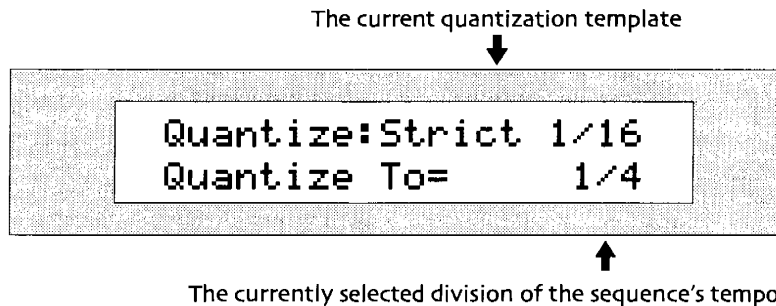 The current quantization template
Quantize:Strict 1/16
Quantize To= 1/4
The currently selected division of the sequence's tempo